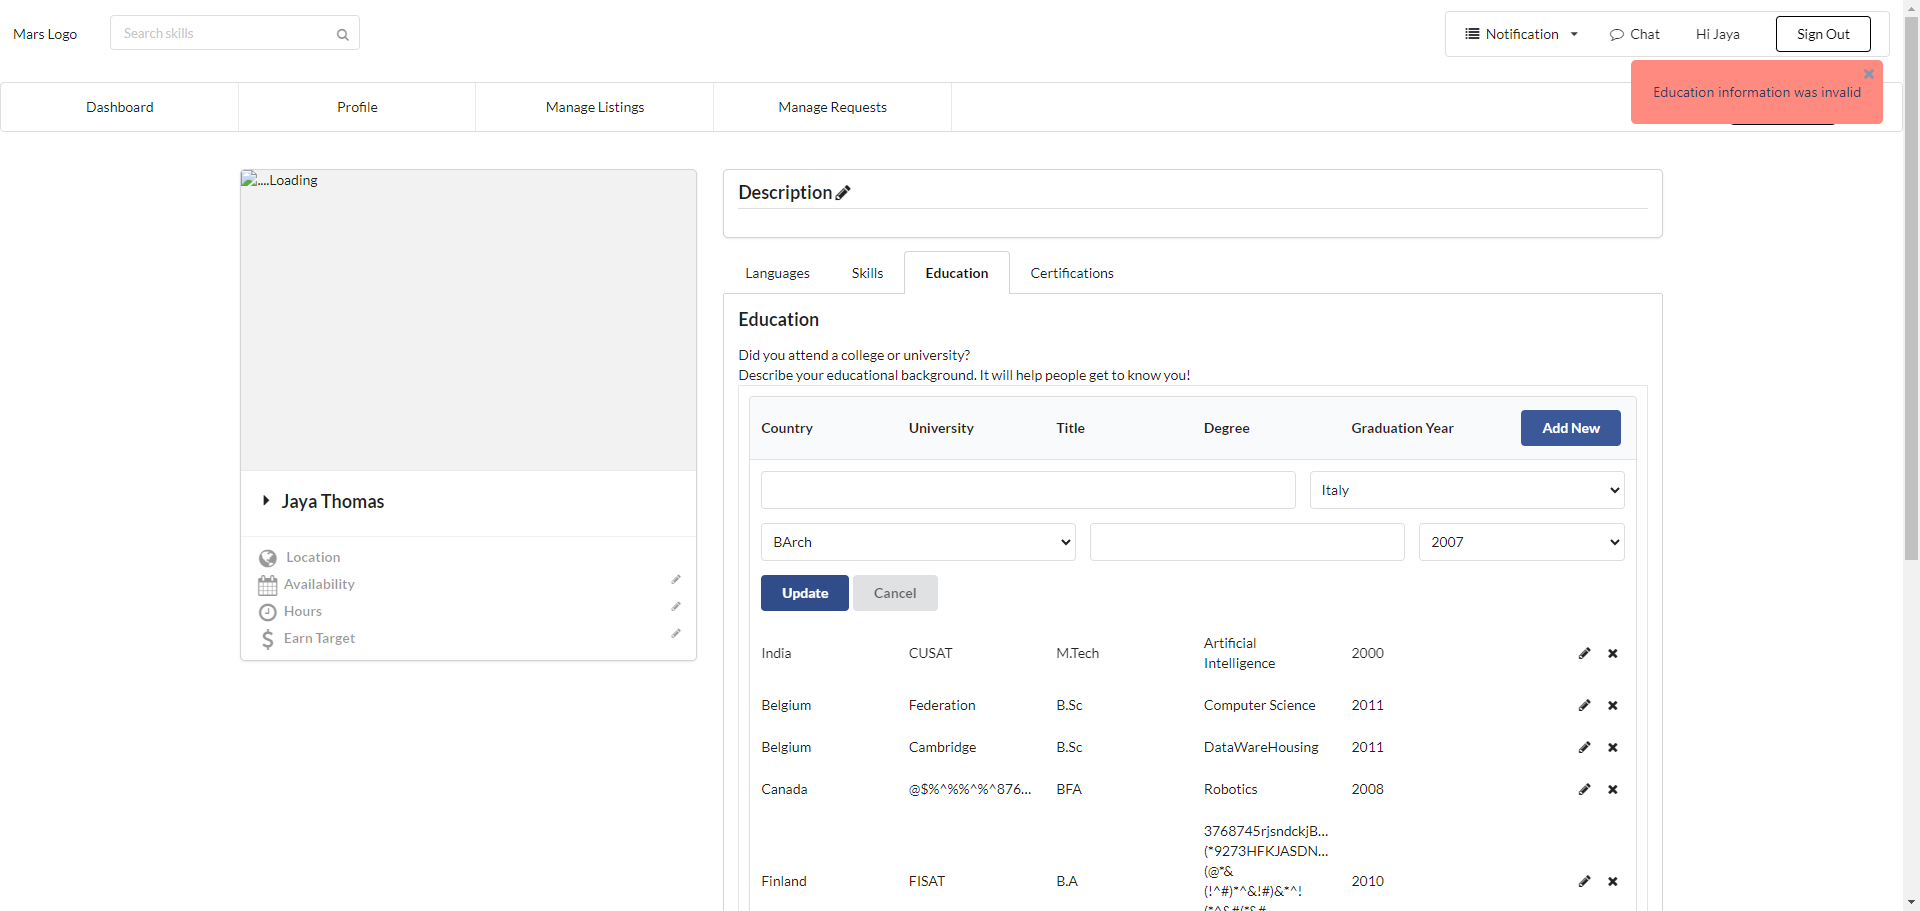 Mars Logo
Search skills
Notification
Chat
Hi Jaya
Sign Out
Education information was invalid
Dashboard
Profile
Manage Listings
Manage Requests
....Loading
Jaya Thomas
Location
Availability
Hours
Earn Target
Description
Languages
Skills
Education
Certifications
Education
Did you attend a college or university?
Describe your educational background. It will help people get to know you!
Country University Title Degree Graduation Year Add New
Italy
BArch 2007
Update Cancel
India CUSAT M.Tech Artificial Intelligence 2000
Belgium Federation B.Sc Computer Science 2011
Belgium Cambridge B.Sc DataWareHousing 2011
Canada @$%^%%^%^876... BFA Robotics 2008
3768745rjsndckjB...
(*9273HFKJASDN...
(@*&
Finland FISAT B.A 2010
(!^#)*^&!#)&*^!